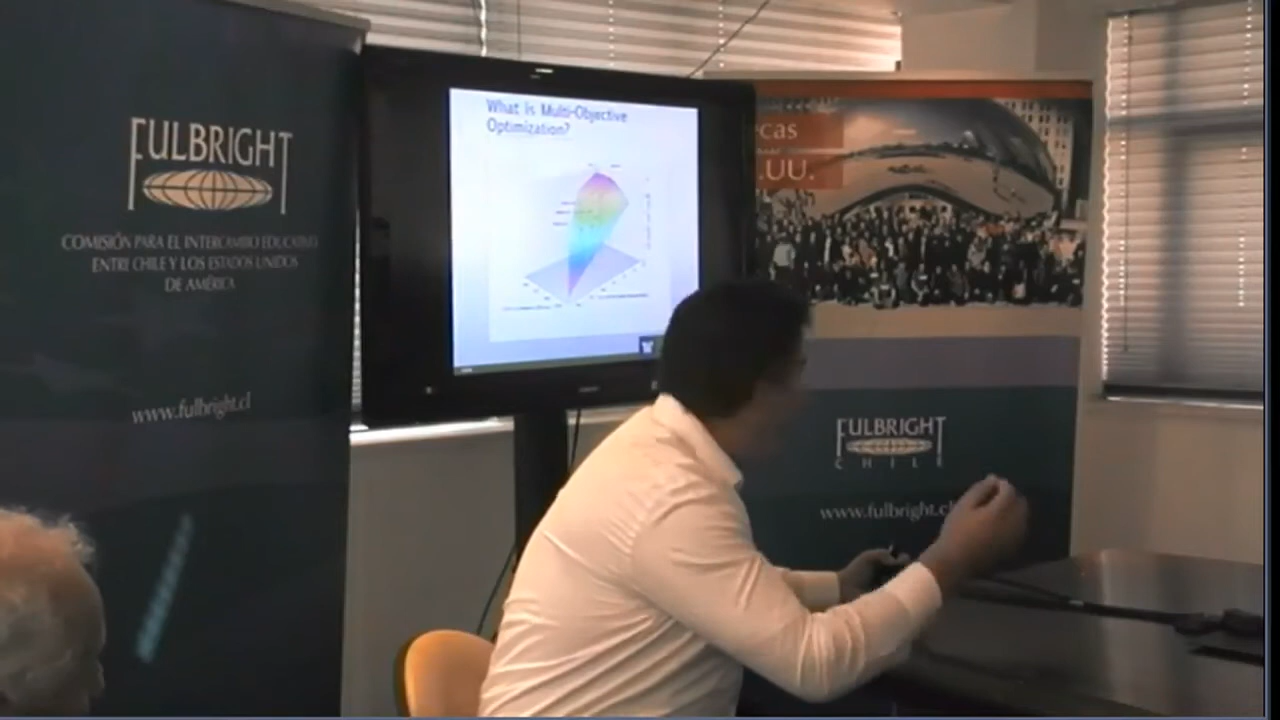 FULBRIGHT
COMISIÓN PARA EL INTERCAMBIO EDUCATIVO
ENTRE CHILE Y LOS ESTADOS UNIDOS
DE AMÉRICA
www.fulbright.cl
What is Multi-Objective
Optimization?
ecas
.UU.
FULBRIGHT
CHILE
www.fulbright.cl